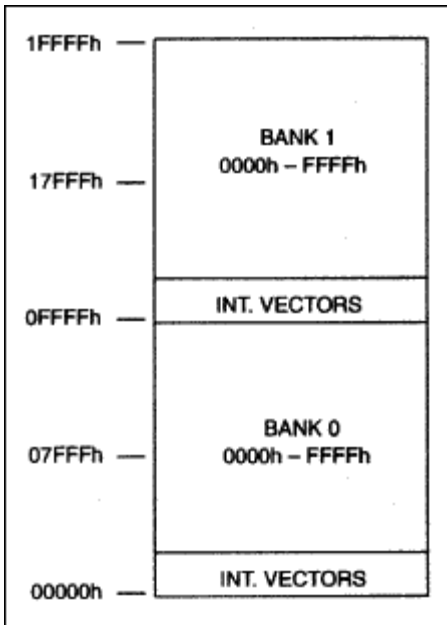 1FFFFh
BANK 1
0000h – FFFFh
17FFFh
INT. VECTORS
0FFFFh
BANK 0
0000h – FFFFh
07FFFh
INT. VECTORS
00000h